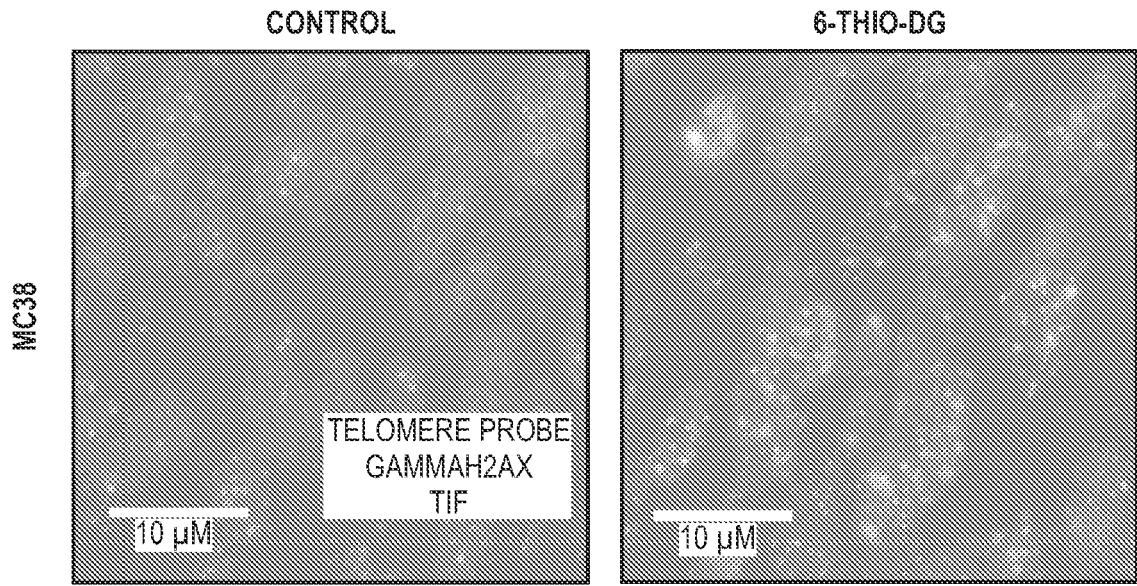 CONTROL
6-THIO-DG
MC38
TELOMERE PROBE
GAMMAH2AX
TIF
10 µM
10 µM